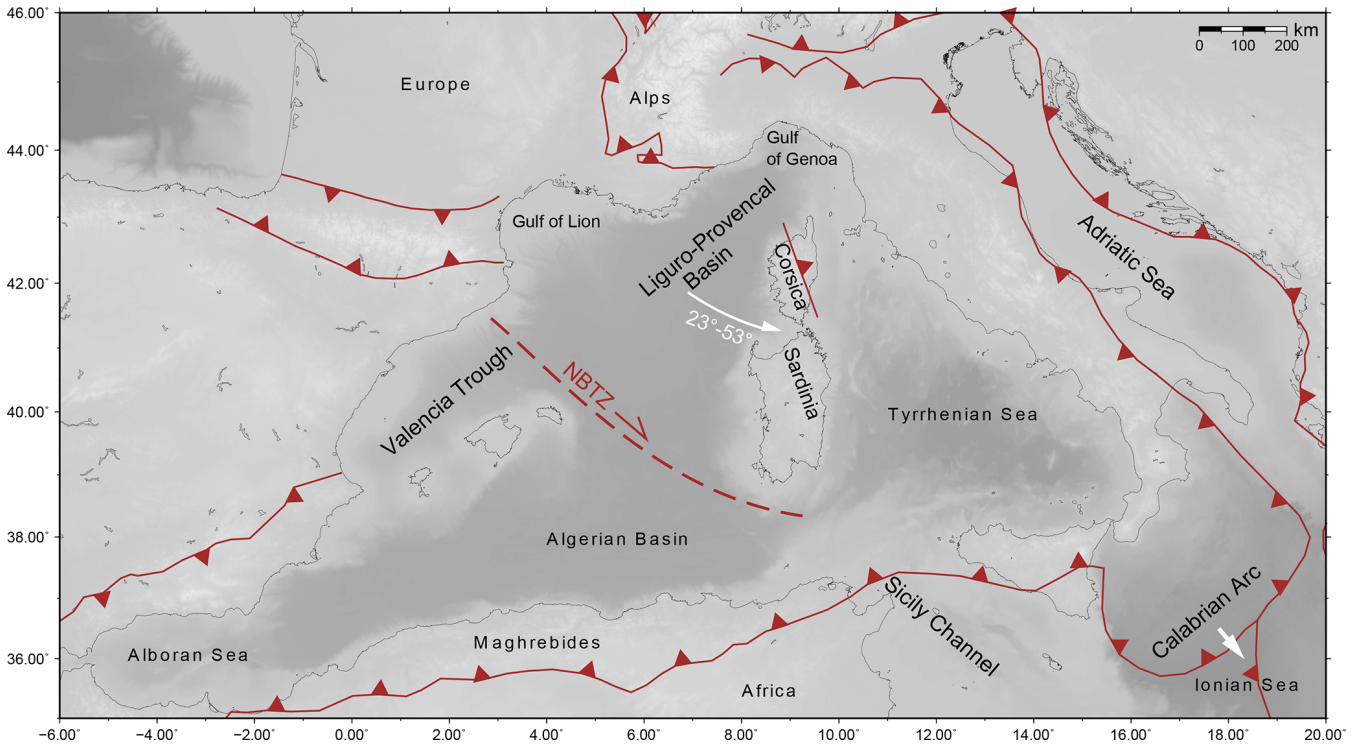 46.00°
44.00°
42.00°
40.00°
38.00°
36.00°
km
0 100 200
Europe
Alps
Gulf
of Genoa
Gulf of Lion
Liguro-Provencal
Basin
Corsica
23°-53°
Sardinia
Adriatic Sea
NBTZ
Valencia Trough
Tyrrhenian Sea
Algerian Basin
Sicily Channel
Calabrian Arc
Maghrebides
Alboran Sea
Africa
Ionian Sea
−6.00° −4.00° −2.00° 0.00° 2.00° 4.00° 6.00° 8.00° 10.00° 12.00° 14.00° 16.00° 18.00° 20.00°